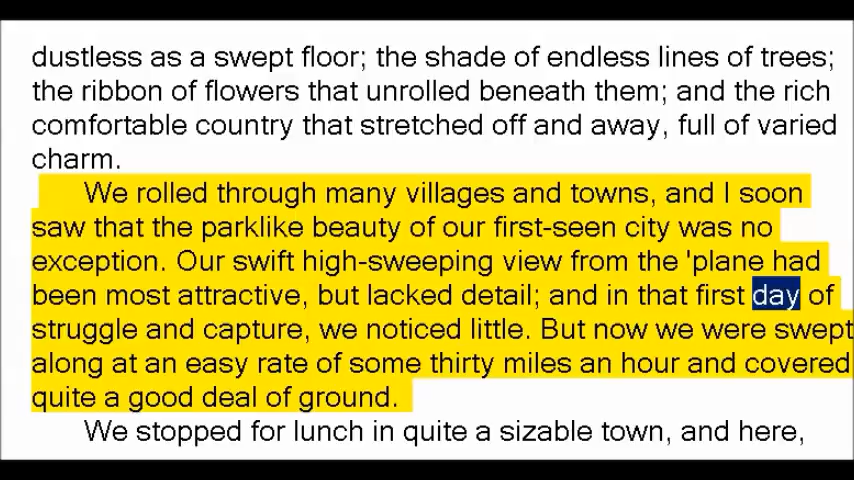 dustless as a swept floor; the shade of endless lines of trees;
the ribbon of flowers that unrolled beneath them; and the rich
comfortable country that stretched off and away, full of varied
charm.
We rolled through many villages and towns, and I soon
saw that the parklike beauty of our first-seen city was no
exception. Our swift high-sweeping view from the 'plane had
been most attractive, but lacked detail; and in that first day of
struggle and capture, we noticed little. But now we were swept
along at an easy rate of some thirty miles an hour and covered
quite a good deal of ground.
We stopped for lunch in quite a sizable town, and here,